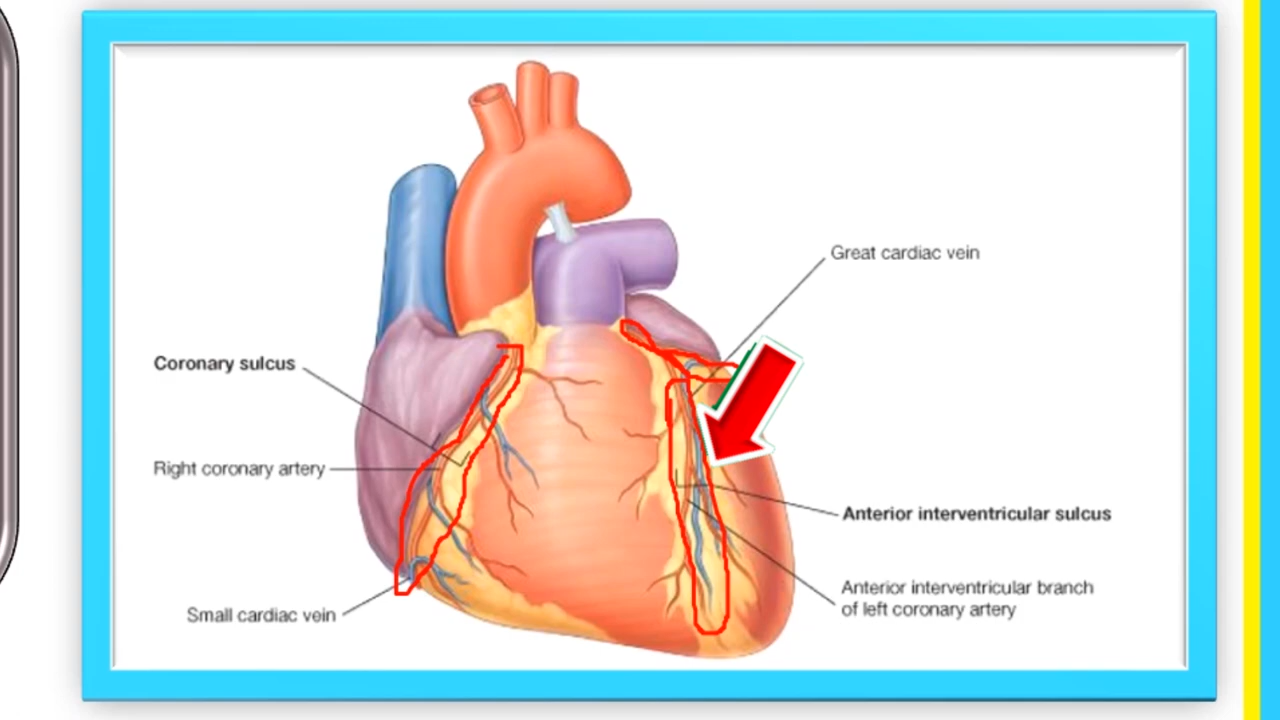 Great cardiac vein
Coronary sulcus
Right coronary artery
Anterior interventricular sulcus
Anterior interventricular branch
of left coronary artery
Small cardiac vein